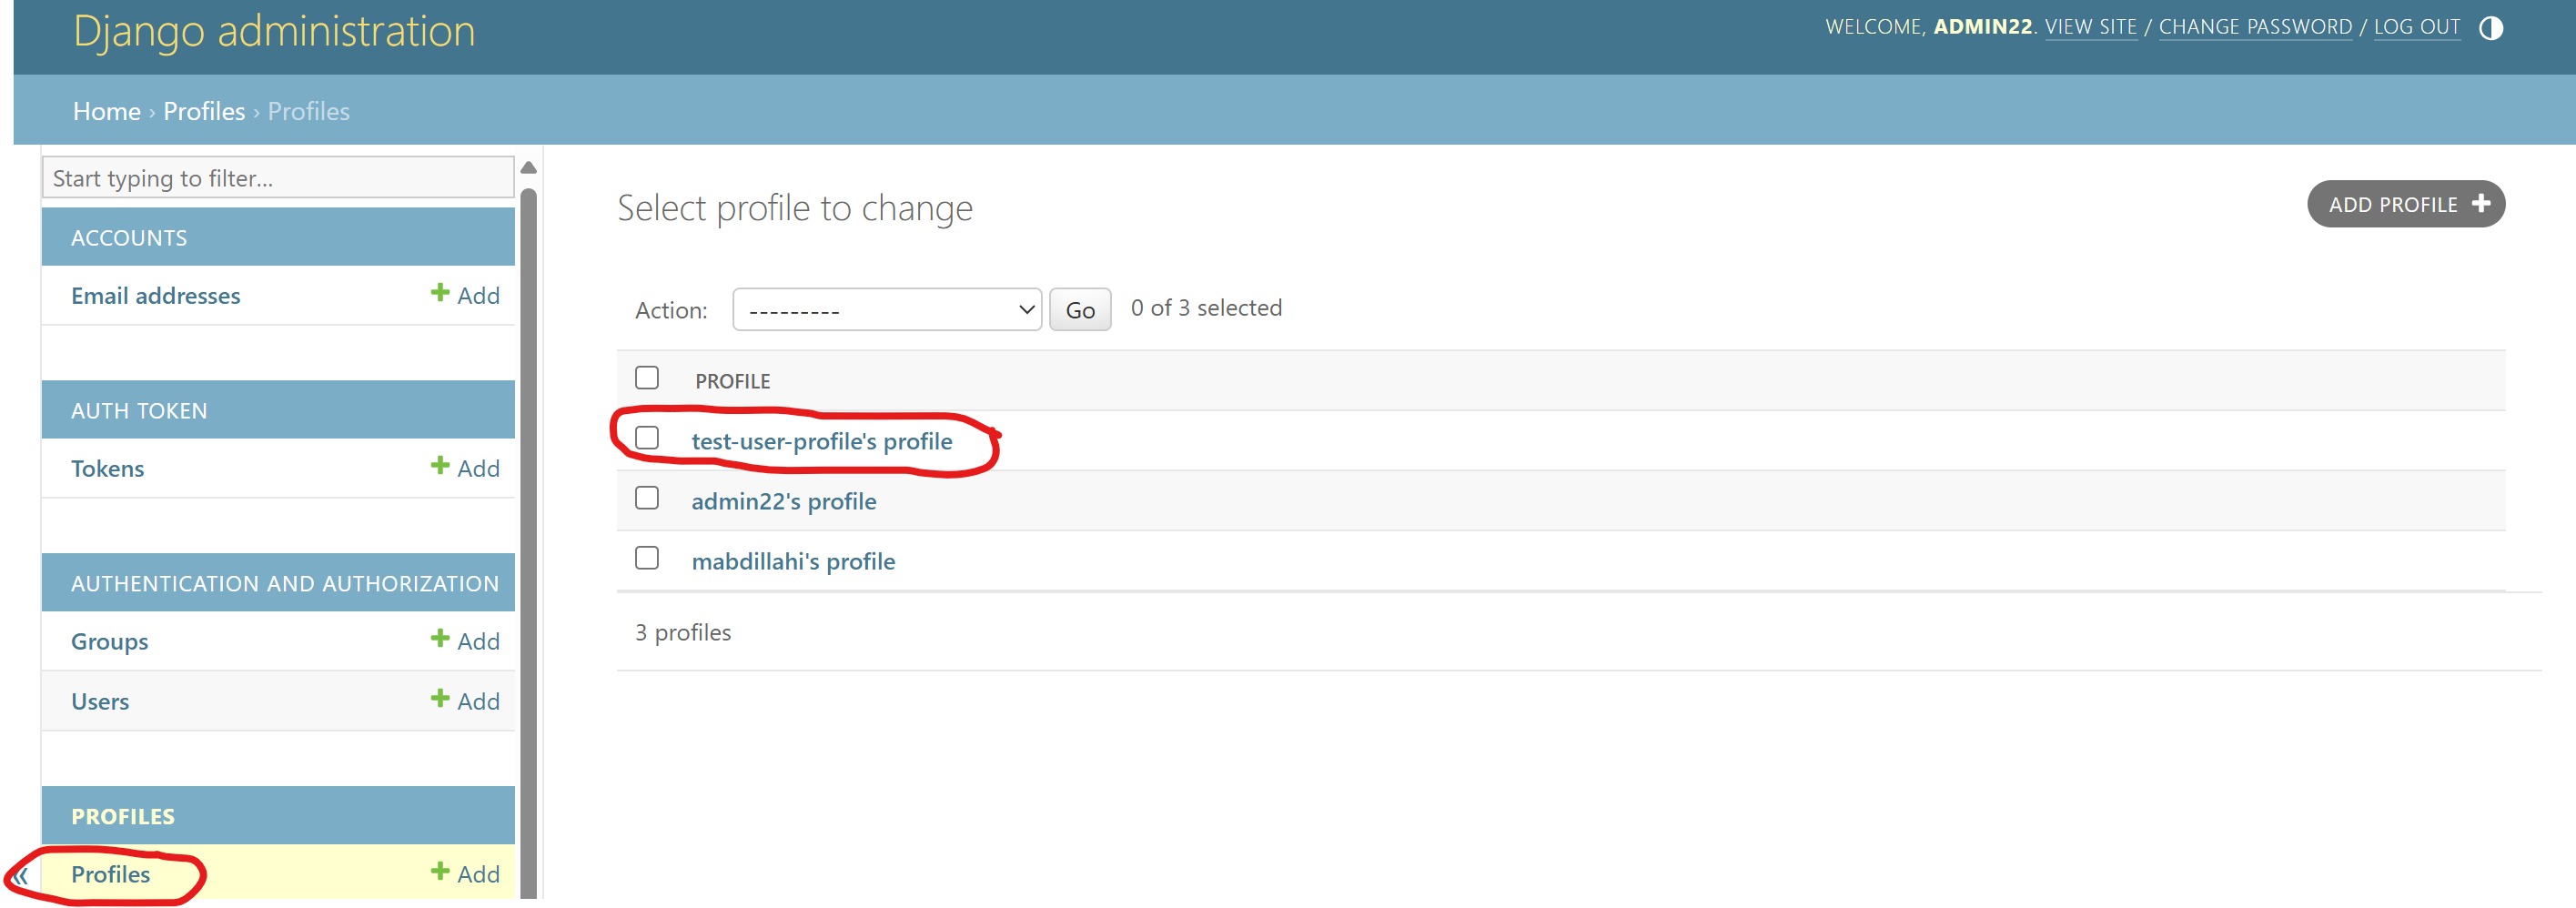 Django administration
WELCOME, ADMIN22. VIEW SITE / CHANGE PASSWORD / LOG OUT
Home › Profiles › Profiles
Start typing to filter...
ACCOUNTS
Email addresses + Add
AUTH TOKEN
Tokens + Add
AUTHENTICATION AND AUTHORIZATION
Groups + Add
Users + Add
PROFILES
« Profiles + Add
Select profile to change
ADD PROFILE +
Action: --------- Go 0 of 3 selected
PROFILE
test-user-profile's profile
admin22's profile
mabdillahi's profile
3 profiles